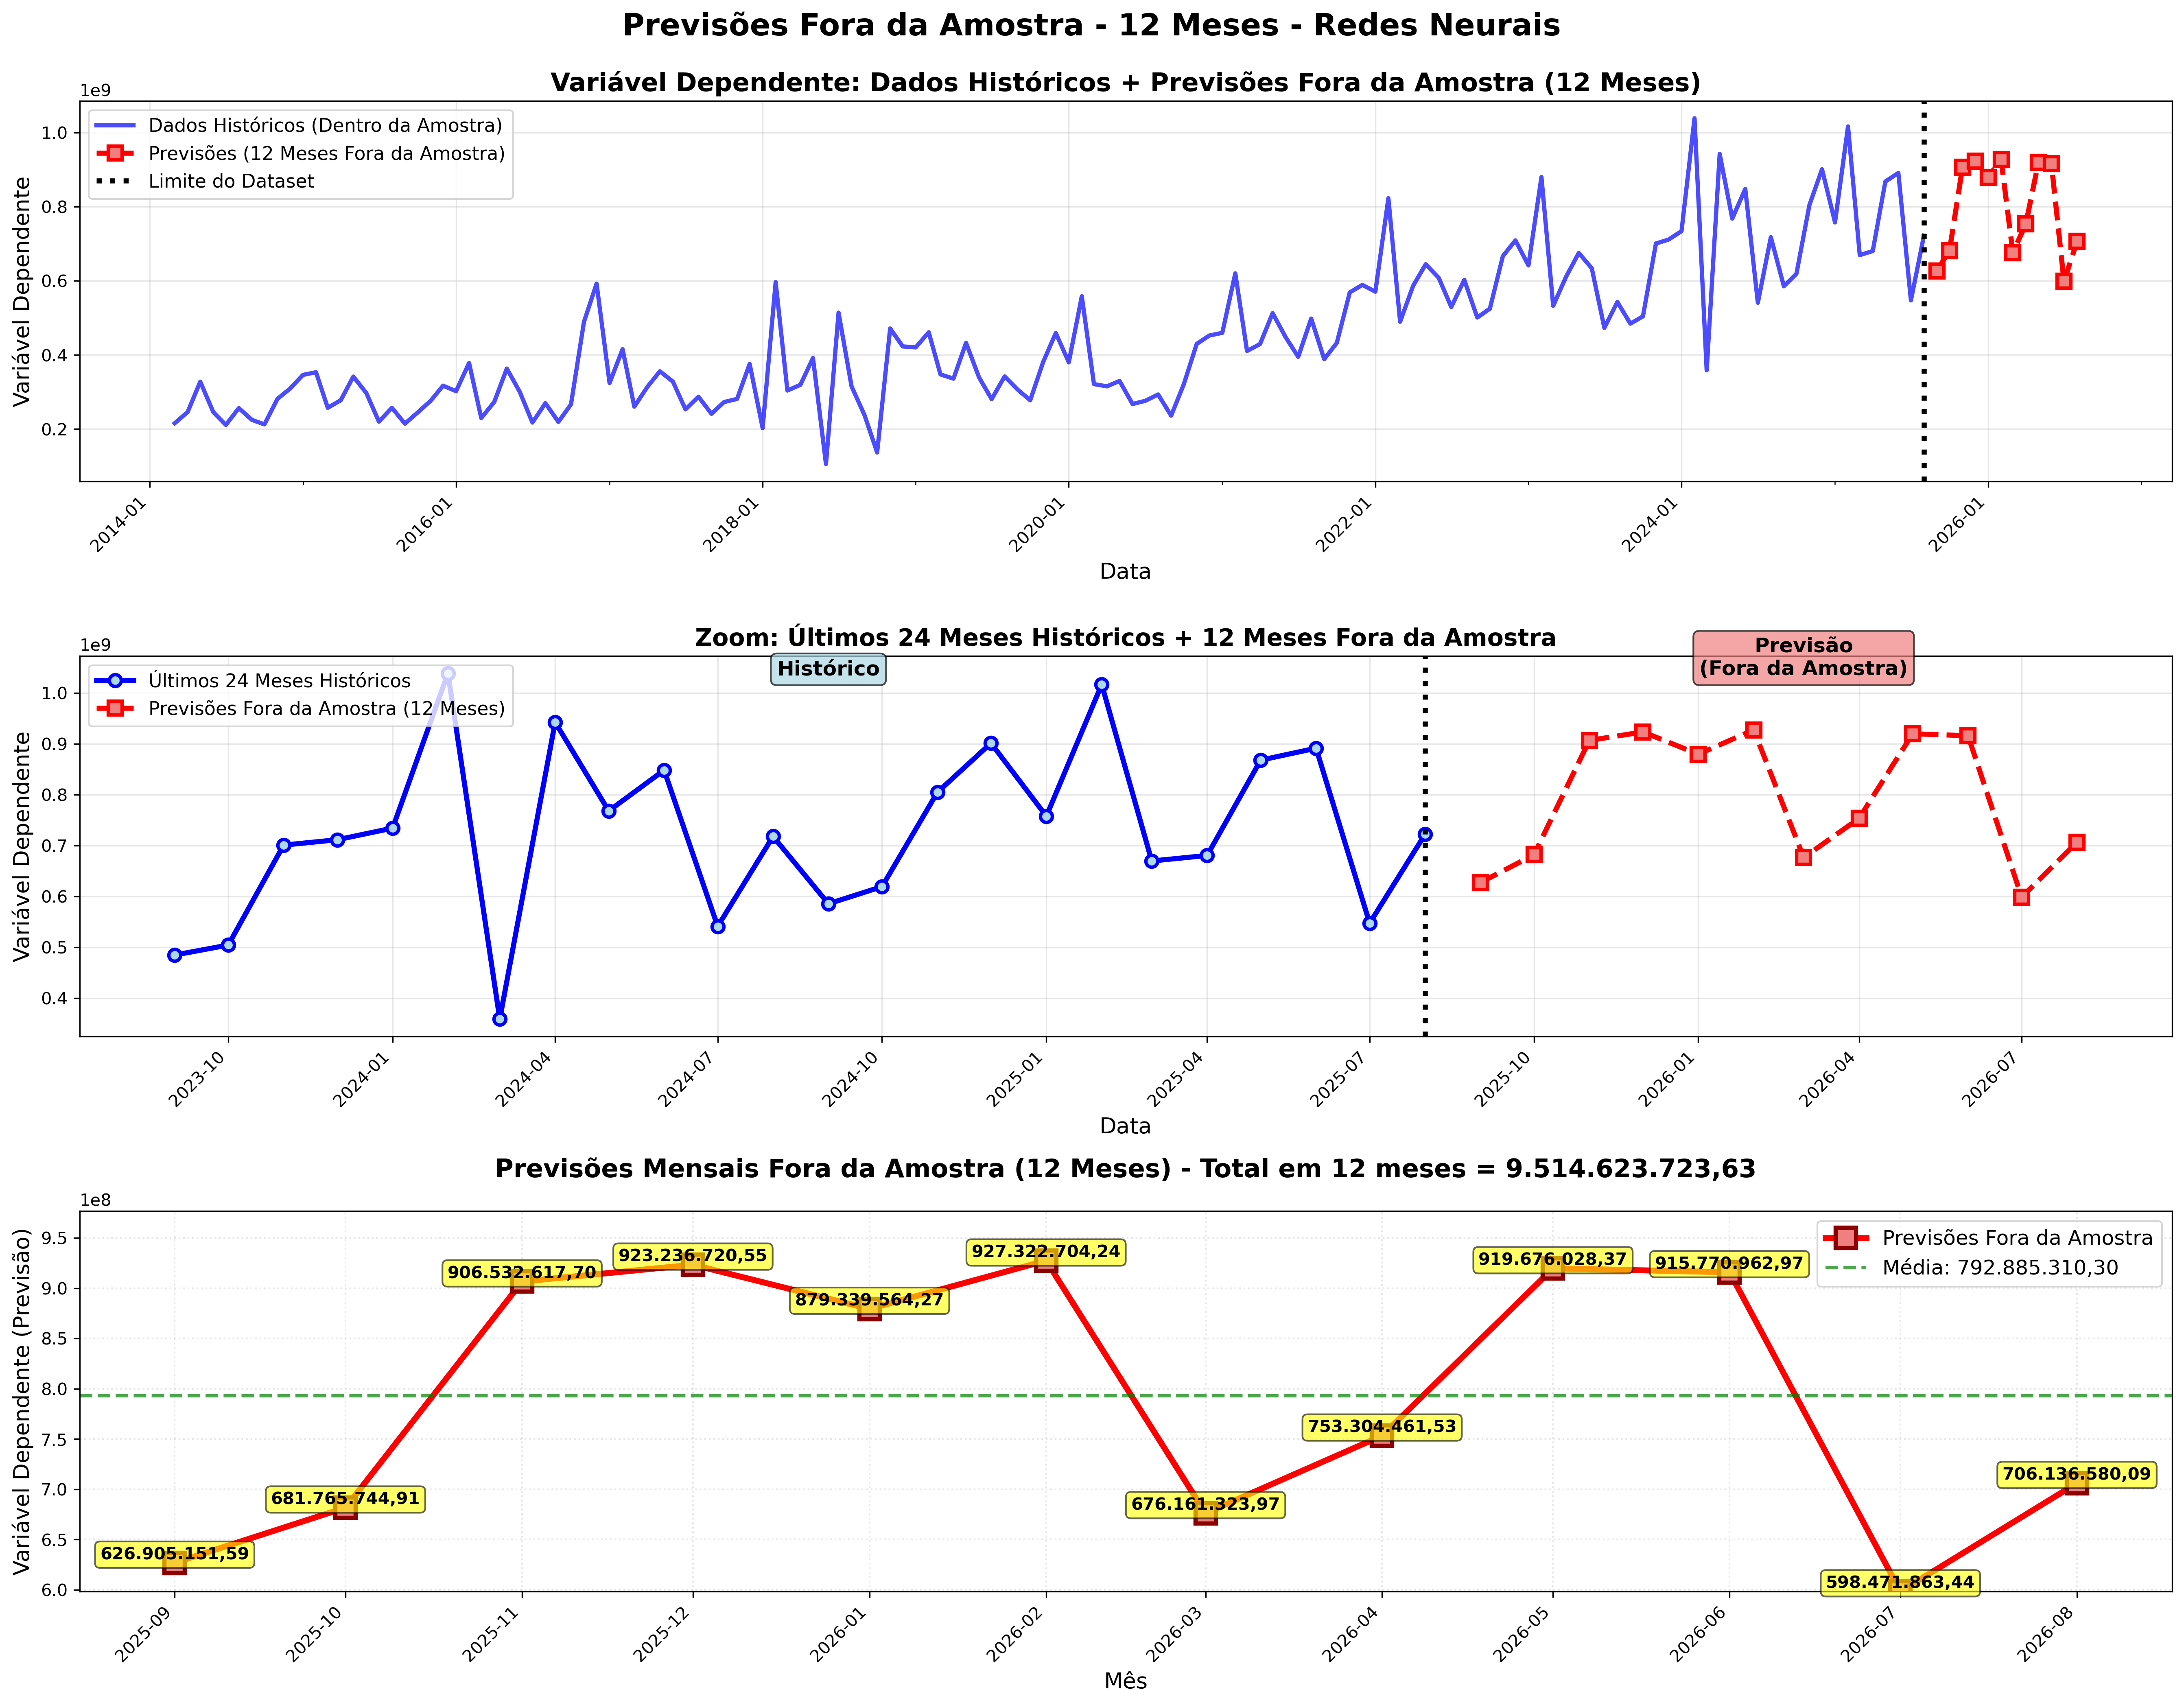 Previsões Fora da Amostra - 12 Meses - Redes Neurais
Variável Dependente: Dados Históricos + Previsões Fora da Amostra (12 Meses)
1e9
Dados Históricos (Dentro da Amostra)
Previsões (12 Meses Fora da Amostra)
Limite do Dataset
Variável Dependente
1.0
0.8
0.6
0.4
0.2
2014-01
2016-01
2018-01
2020-01
2022-01
2024-01
2026-01
Data
Zoom: Últimos 24 Meses Históricos + 12 Meses Fora da Amostra
1e9
Últimos 24 Meses Históricos
Previsões Fora da Amostra (12 Meses)
Histórico
Previsão
(Fora da Amostra)
Variável Dependente
1.0
0.9
0.8
0.7
0.6
0.5
0.4
2023-10
2024-01
2024-04
2024-07
2024-10
2025-01
2025-04
2025-07
2025-10
2026-01
2026-04
2026-07
Data
Previsões Mensais Fora da Amostra (12 Meses) - Total em 12 meses = 9.514.623.723,63
1e8
Previsões Fora da Amostra
Média: 792.885.310,30
Variável Dependente (Previsão)
9.5
9.0
8.5
8.0
7.5
7.0
6.5
6.0
626.905.151,59
681.765.744,91
906.532.617,70
923.236.720,55
879.339.564,27
927.322.704,24
676.161.323,97
753.304.461,53
919.676.028,37
915.770.962,97
598.471.863,44
706.136.580,09
2025-09
2025-10
2025-11
2025-12
2026-01
2026-02
2026-03
2026-04
2026-05
2026-06
2026-07
2026-08
Mês